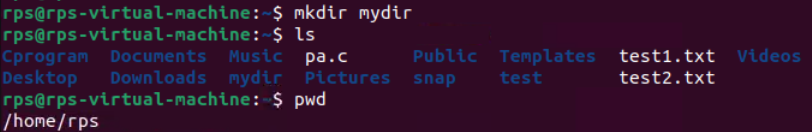 rps@rps-virtual-machine:~$ mkdir mydir
rps@rps-virtual-machine:~$ ls
Cprogram  Documents  Music  pa.c      Public  Templates  test1.txt  Videos
Desktop   Downloads  mydir  Pictures  snap    test       test2.txt
rps@rps-virtual-machine:~$ pwd
/home/rps